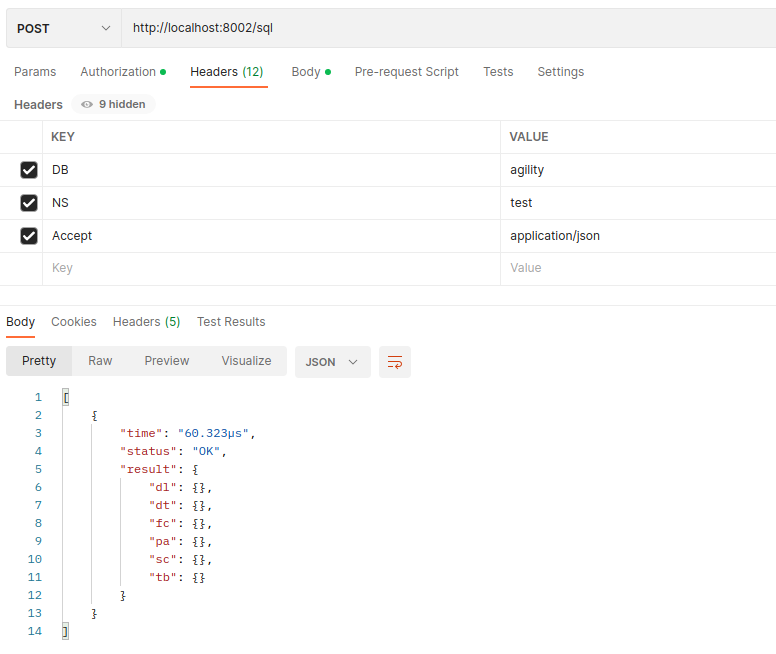 POST http://localhost:8002/sql
Params Authorization Headers (12) Body Pre-request Script Tests Settings
Headers 9 hidden
KEY VALUE
DB agility
NS test
Accept application/json
Key Value
Body Cookies Headers (5) Test Results
Pretty Raw Preview Visualize JSON
1 [
2 {
3 "time": "60.323µs",
4 "status": "OK",
5 "result": {
6 "dl": {},
7 "dt": {},
8 "fc": {},
9 "pa": {},
10 "sc": {},
11 "tb": {}
12 }
13 }
14 ]